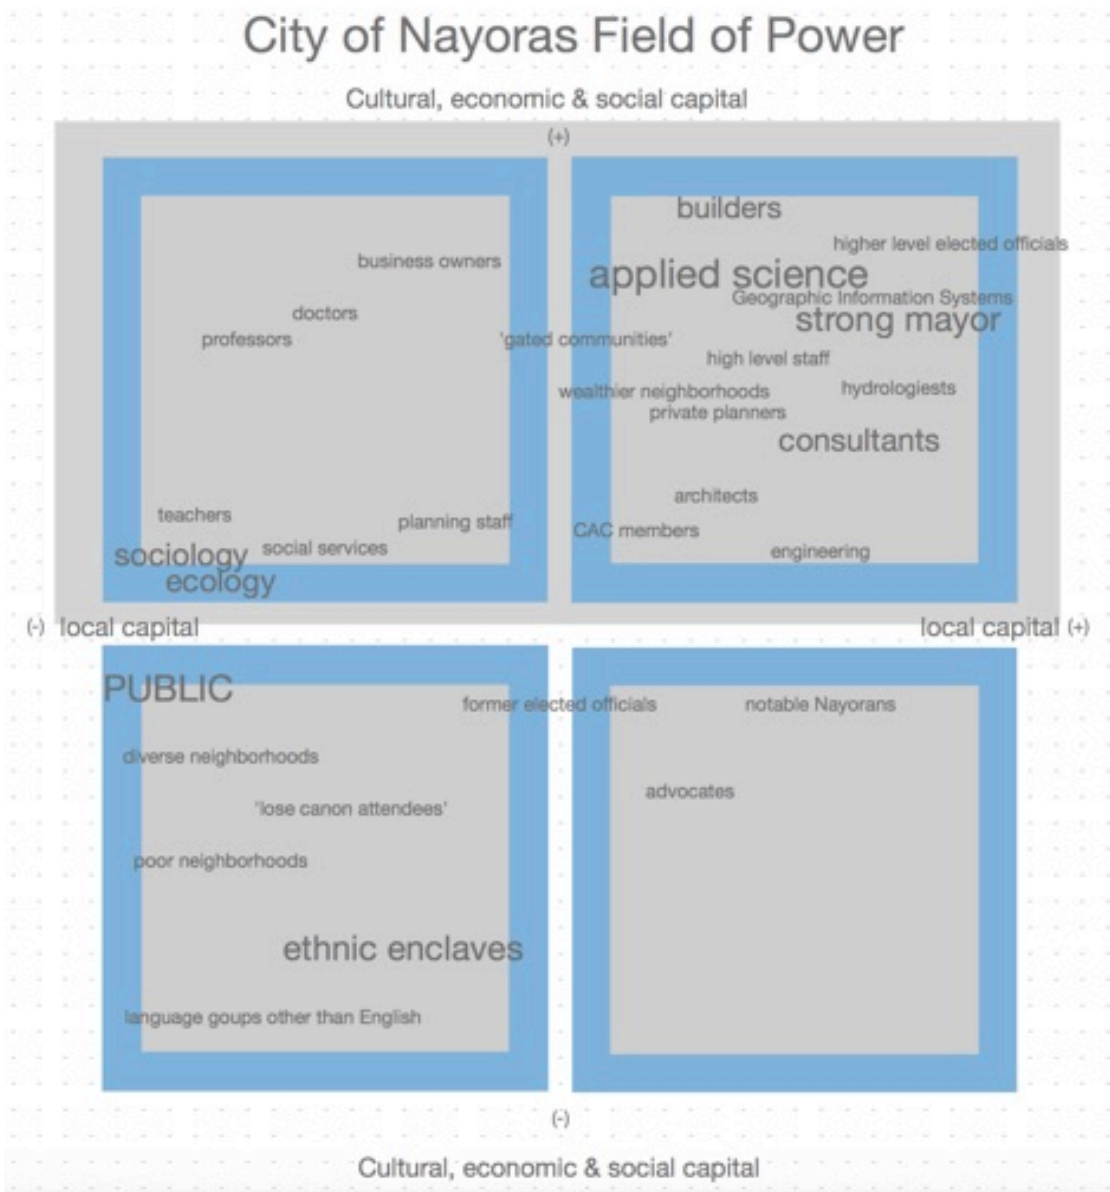 City of Nayoras Field of Power
Cultural, economic & social capital
(+)
builders
higher level elected officials
business owners
applied science
Geographic Information Systems
doctors
strong mayor
professors
'gated communities'
high level staff
wealthier neighborhoods
hydrologiests
private planners
consultants
architects
teachers
planning staff
CAC members
sociology
social services
engineering
ecology
(-) local capital
local capital (+)
PUBLIC
former elected officials
notable Nayorans
diverse neighborhoods
advocates
'lose canon attendees'
poor neighborhoods
ethnic enclaves
language goups other than English
(-)
Cultural, economic & social capital